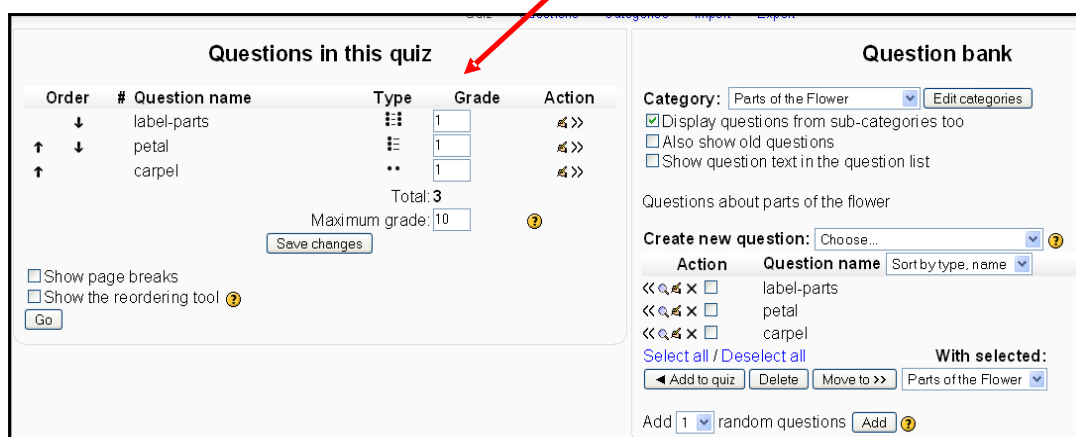 Quiz Questions Categories Import Export
Questions in this quiz
Order # Question name Type Grade Action
label-parts 1
petal 1
carpel 1
Total: 3
Maximum grade: 10
Save changes
Show page breaks
Show the reordering tool
Go
Question bank
Category: Parts of the Flower Edit categories
Display questions from sub-categories too
Also show old questions
Show question text in the question list
Questions about parts of the flower
Create new question: Choose...
Action Question name Sort by type, name
label-parts
petal
carpel
Select all / Deselect all With selected:
Add to quiz Delete Move to >> Parts of the Flower
Add 1 random questions Add